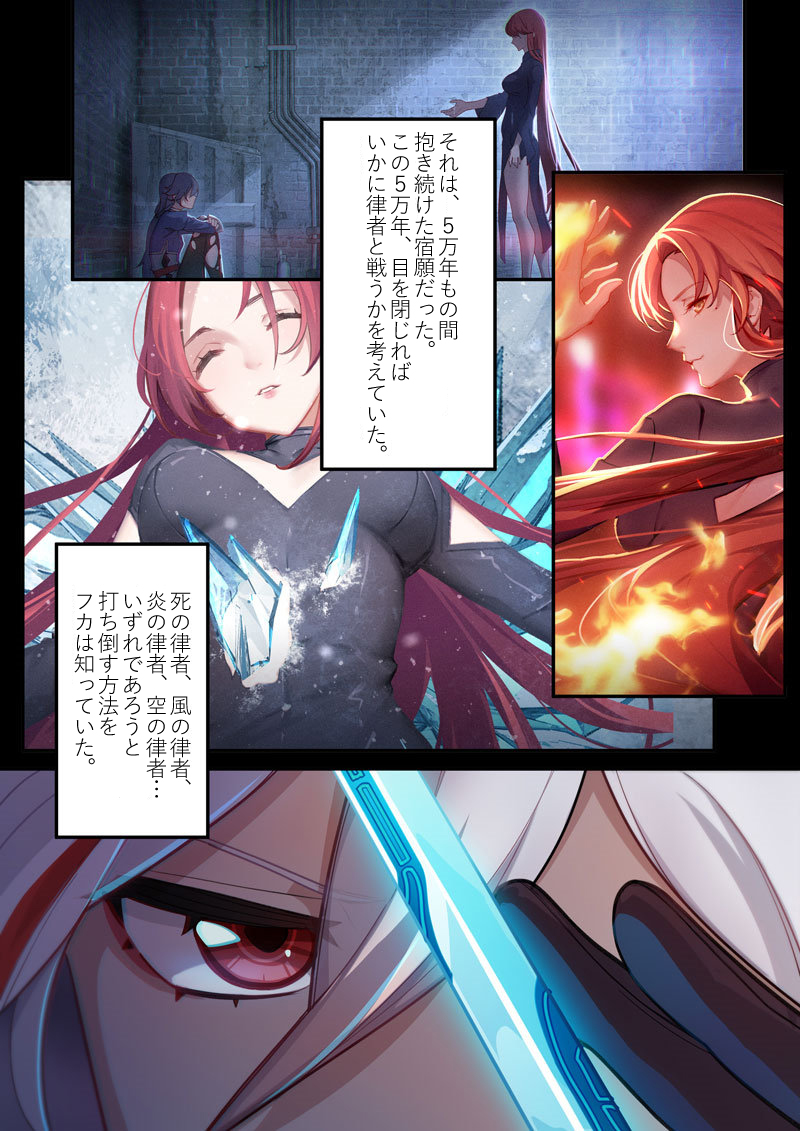 それは、5万年もの間
抱き続けた宿願だった。
この5万年、目を閉じれば
いかに律者と戦うかを考えていた。
死の律者、風の律者、
炎の律者、空の律者…
いずれであろうと
打ち倒す方法を
フカは知っていた。